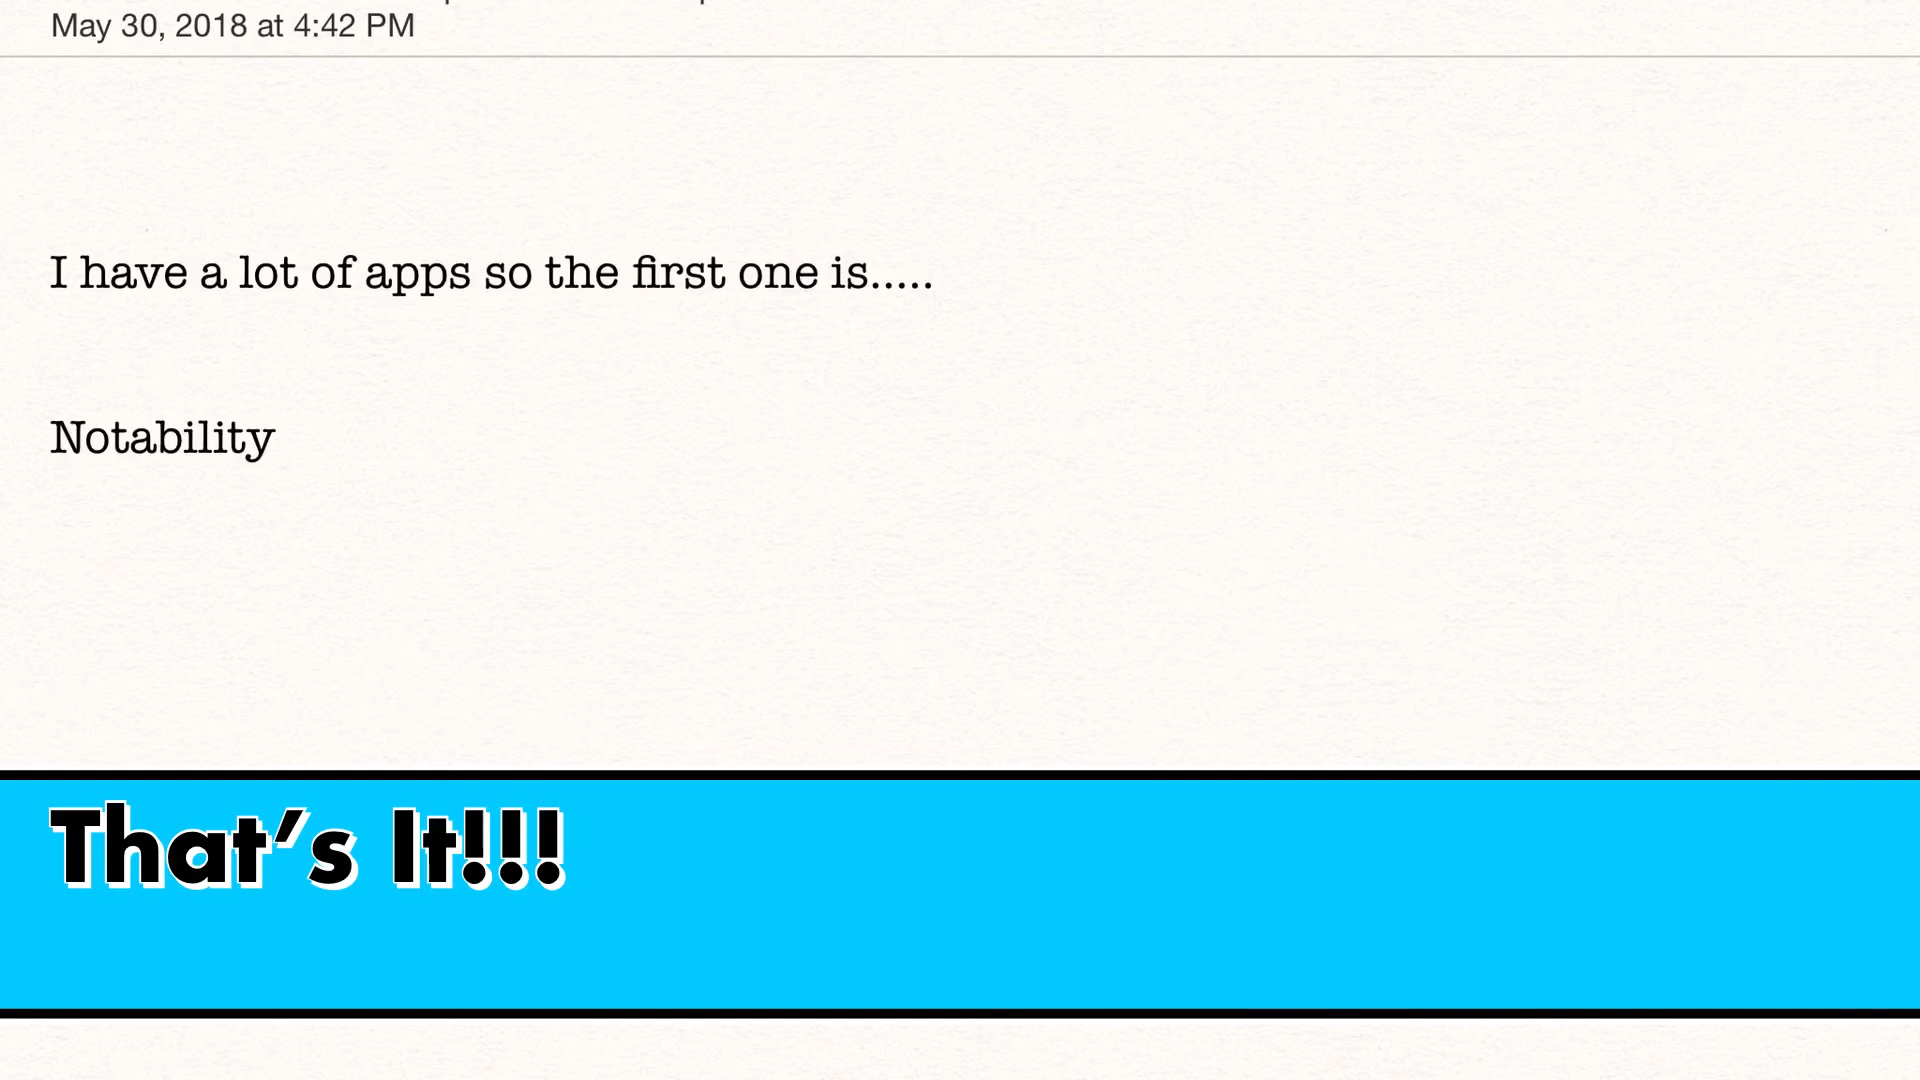 May 30, 2018 at 4:42 PM
I have a lot of apps so the first one is.....
Notability
That’s It!!!